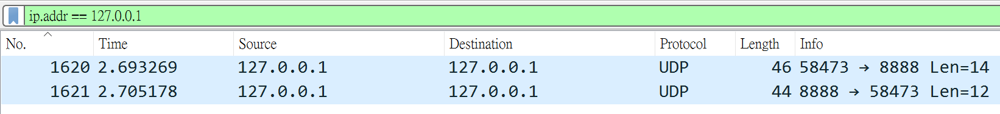 ip.addr == 127.0.0.1
No. Time Source Destination Protocol Length Info
1620 2.693269 127.0.0.1 127.0.0.1 UDP 46 58473 → 8888 Len=14
1621 2.705178 127.0.0.1 127.0.0.1 UDP 44 8888 → 58473 Len=12